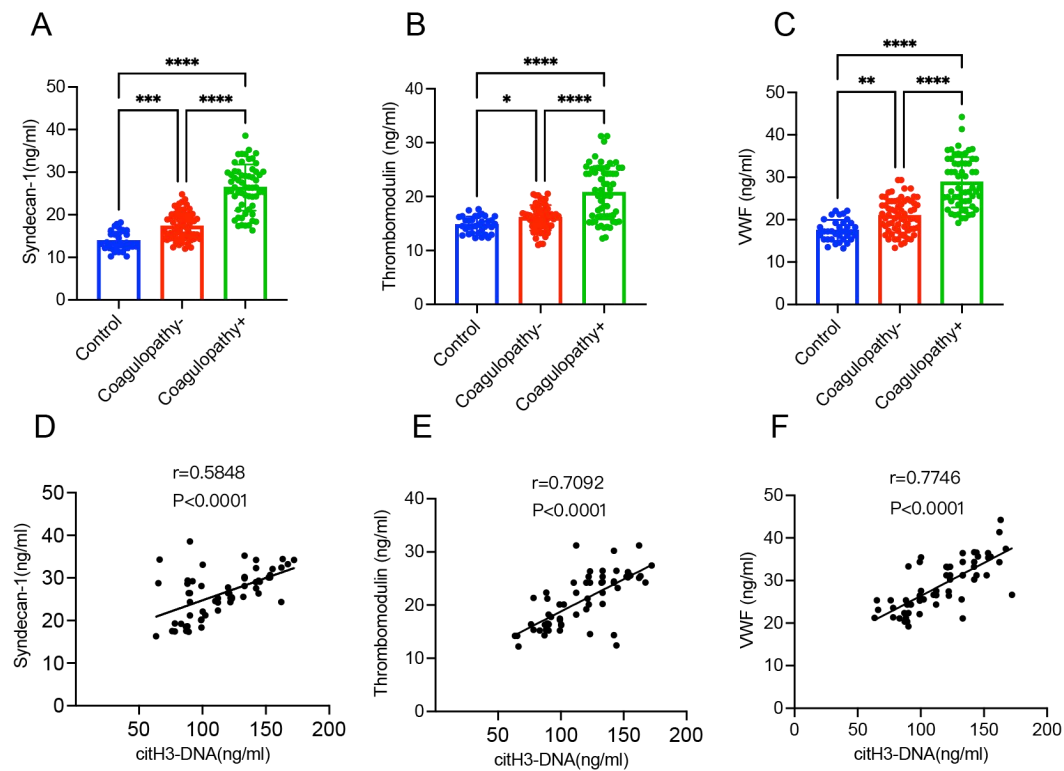 A
****
***
****
Syndecan-1(ng/ml)
50
40
30
20
10
0
Control
Coagulopathy-
Coagulopathy+
B
****
*
****
Thrombomodulin (ng/ml)
40
30
20
10
0
Control
Coagulopathy-
Coagulopathy+
C
****
**
****
VWF (ng/ml)
50
40
30
20
10
0
Control
Coagulopathy-
Coagulopathy+
D
r=0.5848
P<0.0001
Syndecan-1(ng/ml)
50
40
30
20
10
0
50
100
150
200
citH3-DNA(ng/ml)
E
r=0.7092
P<0.0001
Thrombomodulin (ng/ml)
40
30
20
10
0
50
100
150
200
citH3-DNA(ng/ml)
F
r=0.7746
P<0.0001
VWF (ng/ml)
50
40
30
20
10
0
0
50
100
150
200
citH3-DNA(ng/ml)